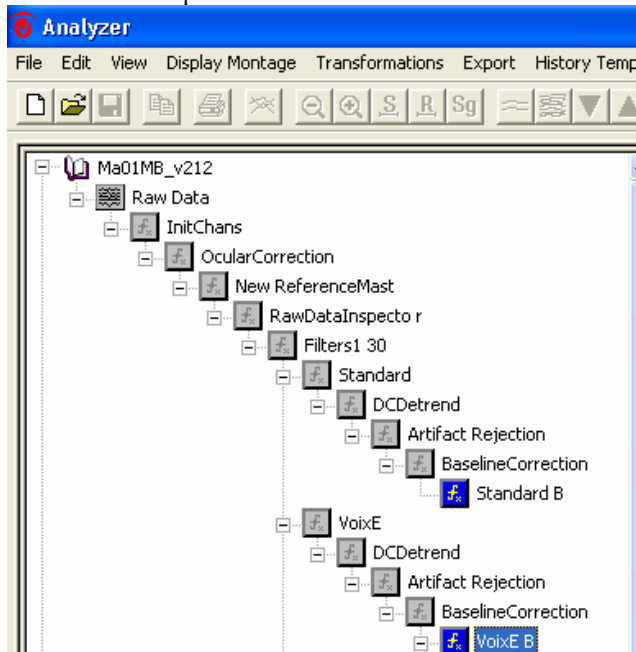 Analyzer
File Edit View Display Montage Transformations Export History Temp
S R Sg
Ma01MB_v212
Raw Data
InitChans
OcularCorrection
New ReferenceMast
RawDataInspecto r
Filters1 30
Standard
DCDetrend
Artifact Rejection
BaselineCorrection
Standard B
VoixE
DCDetrend
Artifact Rejection
BaselineCorrection
VoixE B